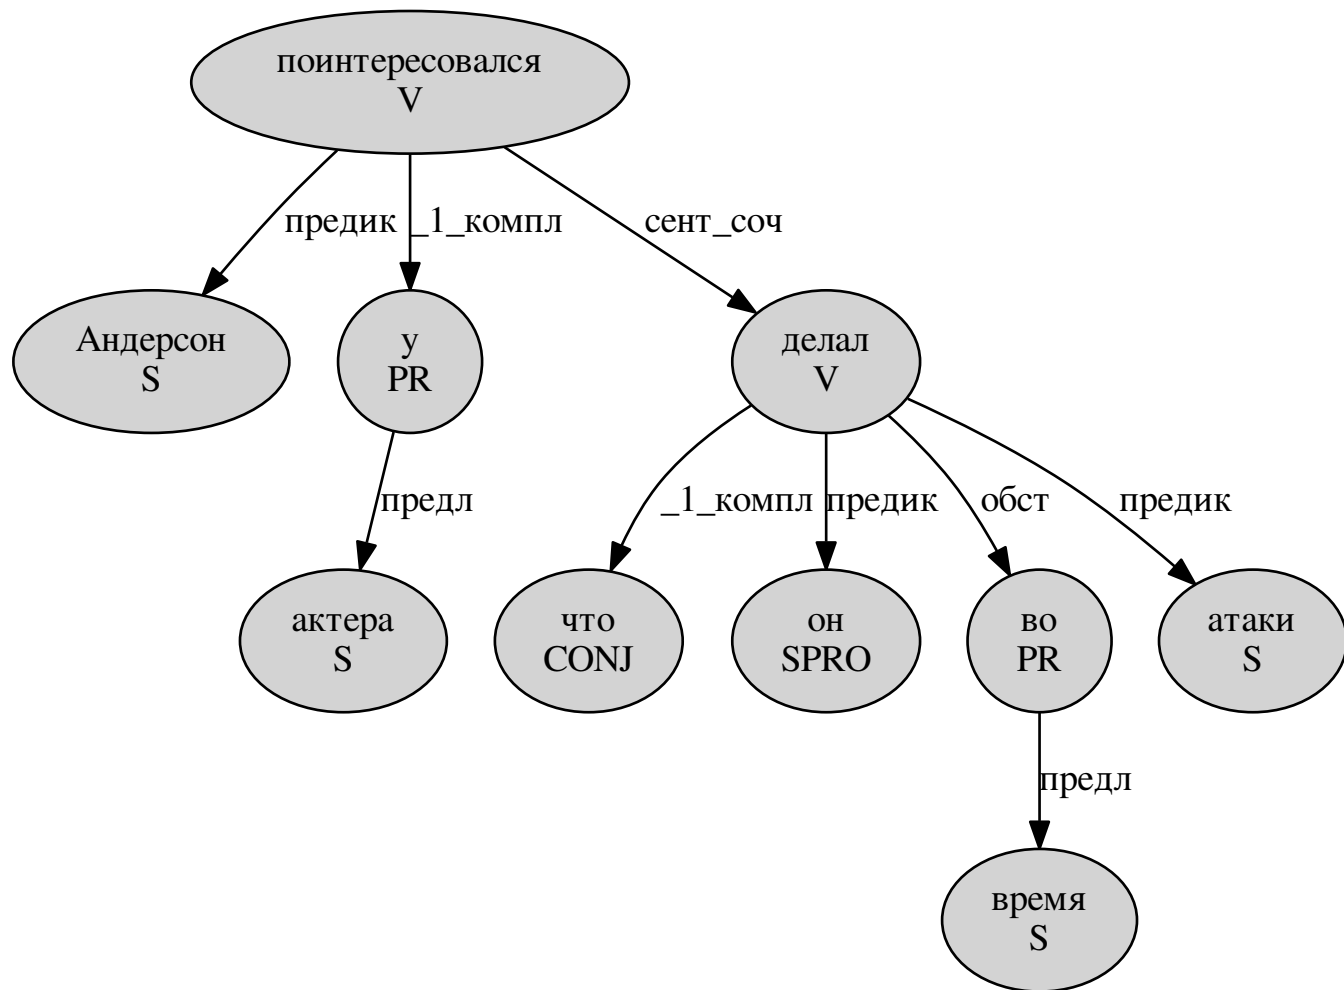 поинтересовался
V
предик
_1_компл
сент_соч
Андерсон
S
у
PR
делал
V
предл
_1_компл
предик
обст
предик
актера
S
что
CONJ
он
SPRO
во
PR
атаки
S
предл
время
S